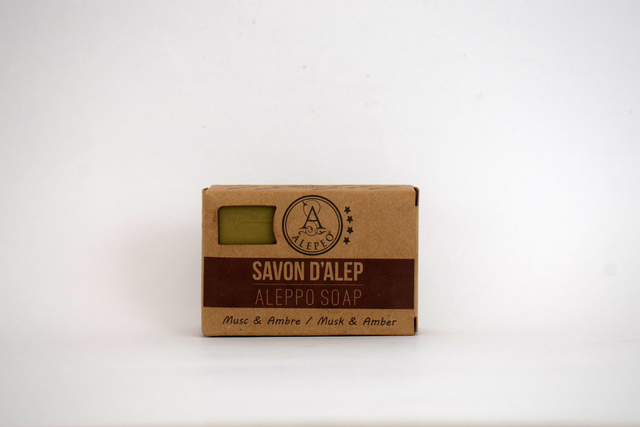 A
ALEPEO
SAVON D'ALEP
ALEPPO SOAP
Musc & Ambre / Musk & Amber